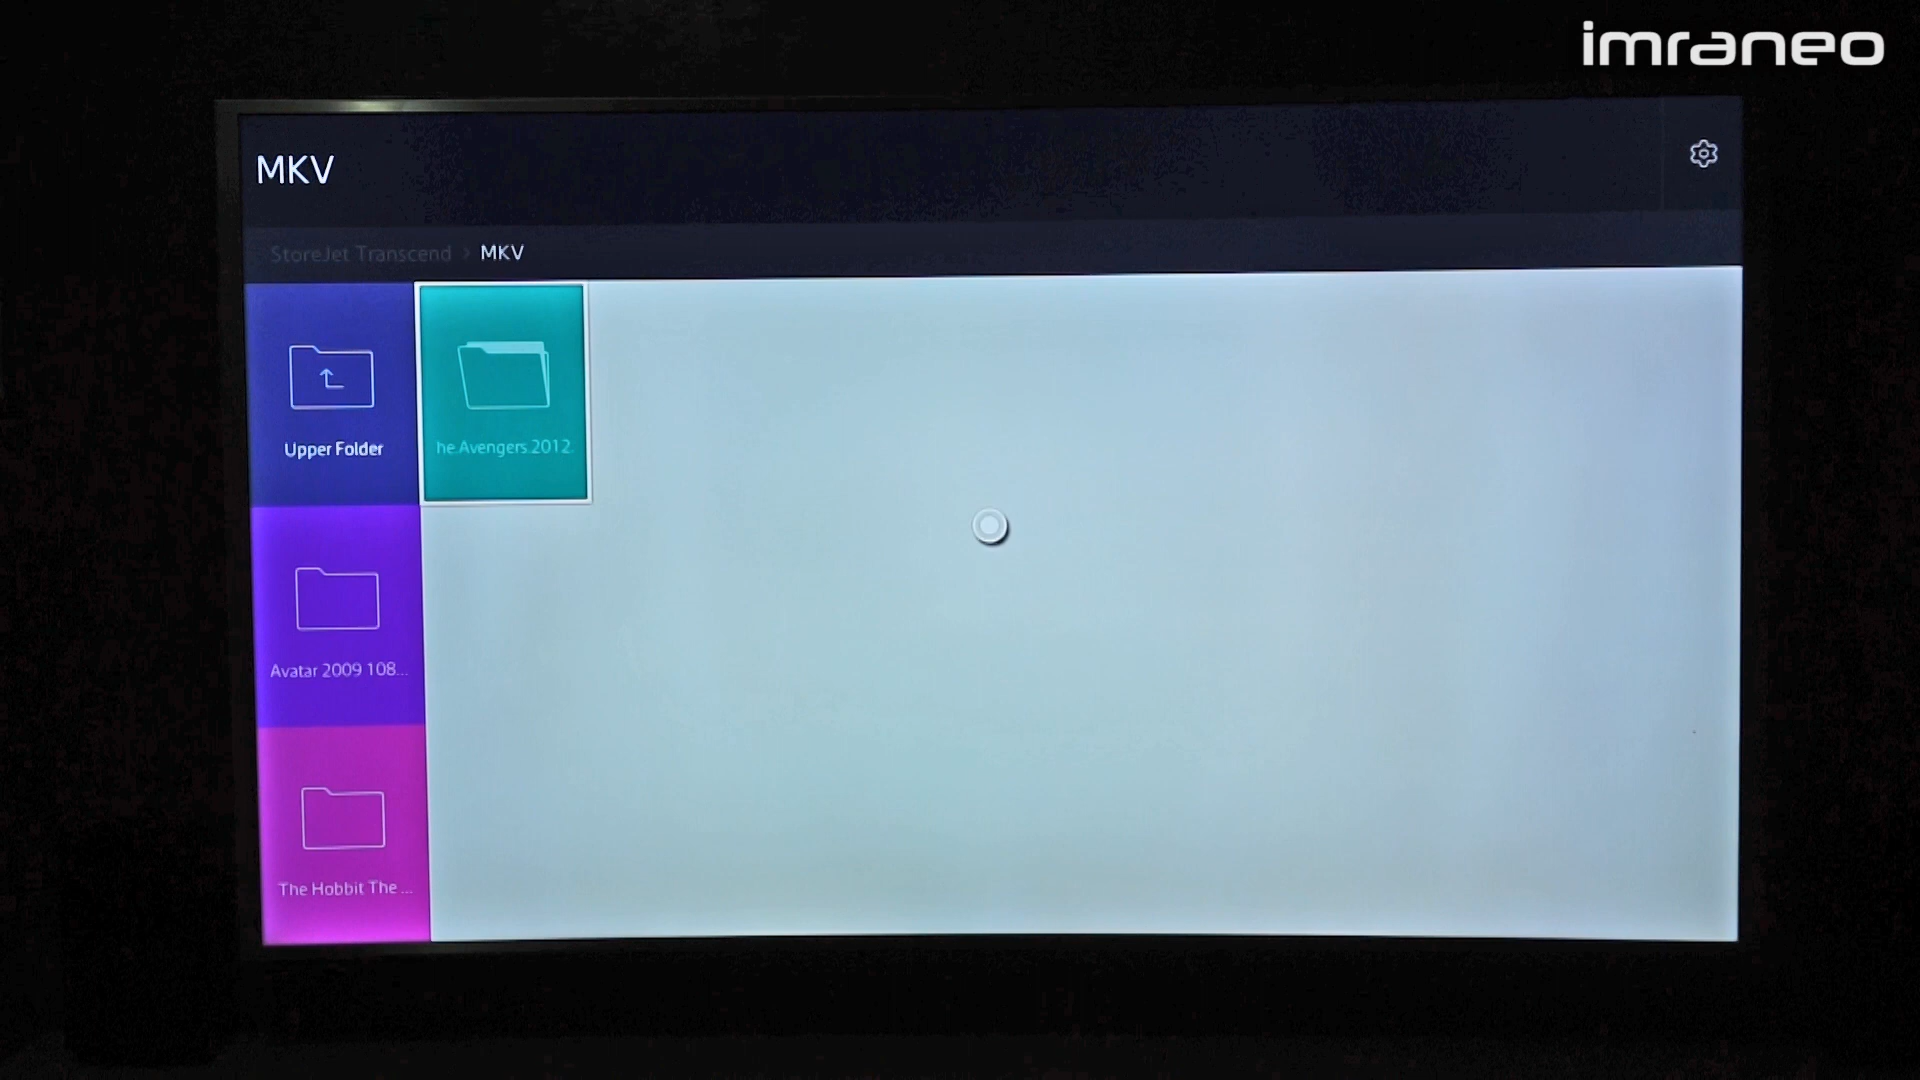 imraneo
MKV
StoreJet Transcend > MKV
Upper Folder
he.Avengers.2012.
Avatar 2009 108...
The Hobbit The ...